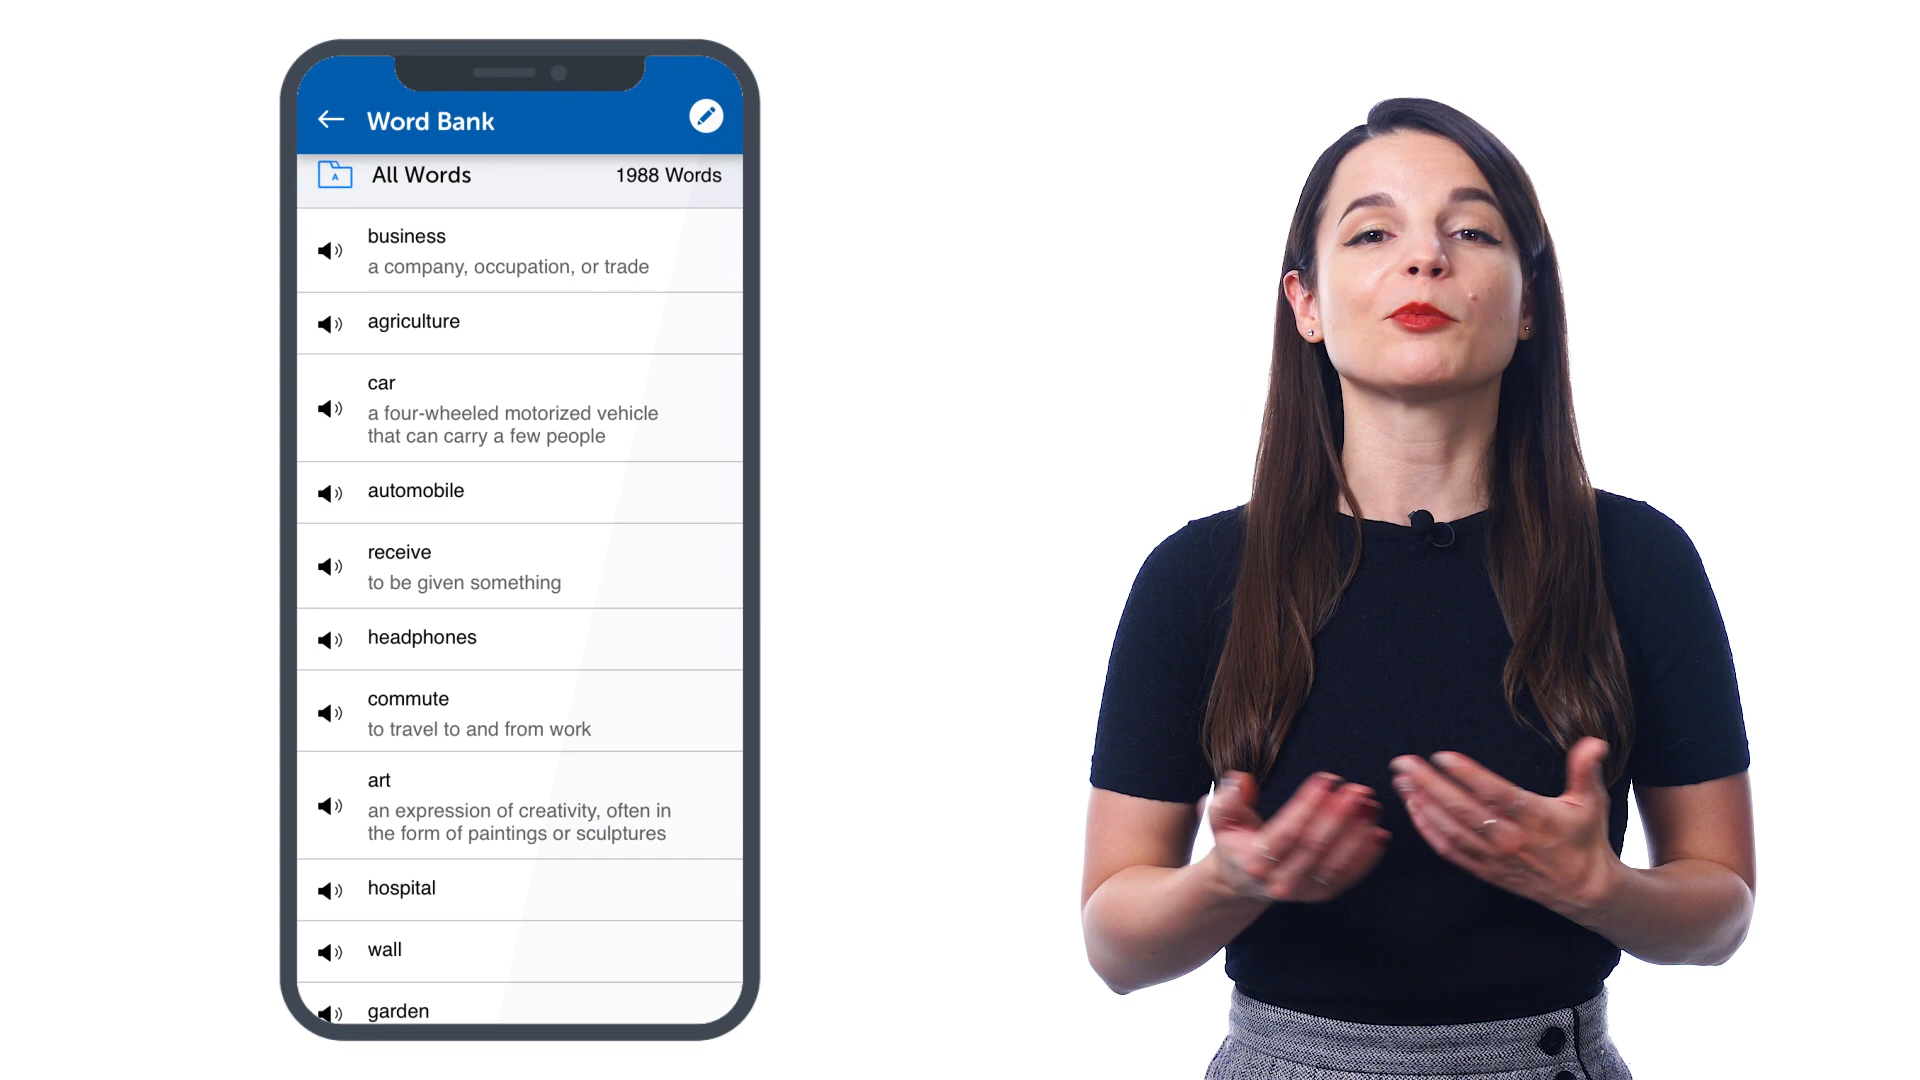 Word Bank
A All Words 1988 Words
business
a company, occupation, or trade
agriculture
car
a four-wheeled motorized vehicle
that can carry a few people
automobile
receive
to be given something
headphones
commute
to travel to and from work
art
an expression of creativity, often in
the form of paintings or sculptures
hospital
wall
garden